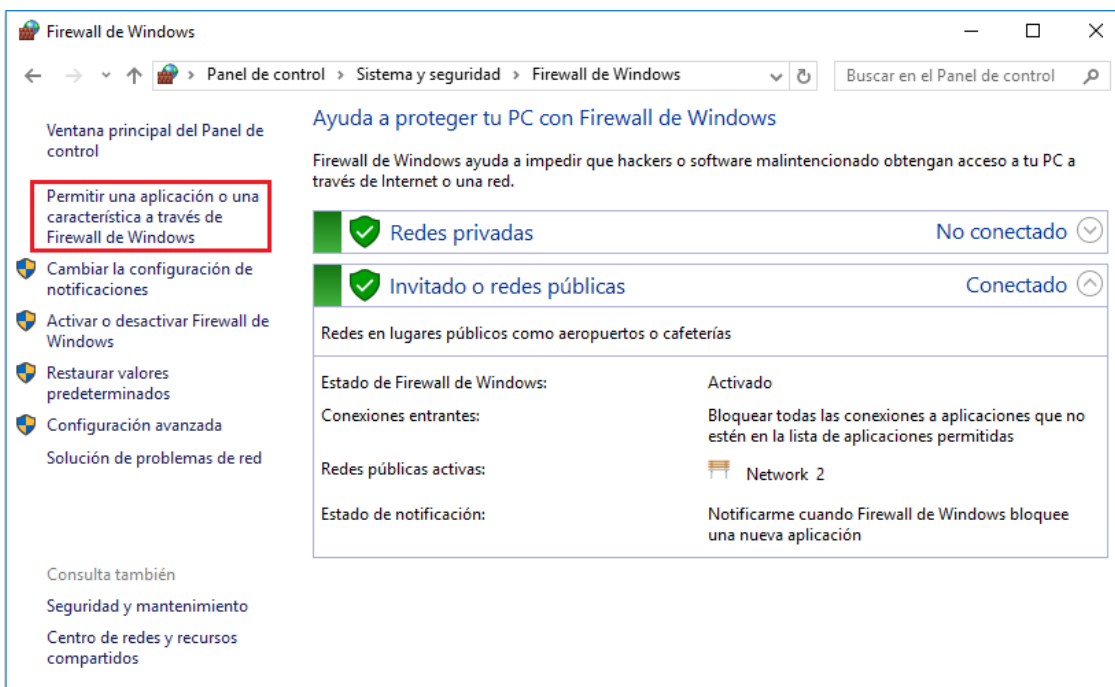 Firewall de Windows
Panel de control > Sistema y seguridad > Firewall de Windows
Buscar en el Panel de control
Ventana principal del Panel de
control
Permitir una aplicación o una
característica a través de
Firewall de Windows
Cambiar la configuración de
notificaciones
Activar o desactivar Firewall de
Windows
Restaurar valores
predeterminados
Configuración avanzada
Solución de problemas de red
Consulta también
Seguridad y mantenimiento
Centro de redes y recursos
compartidos
Ayuda a proteger tu PC con Firewall de Windows
Firewall de Windows ayuda a impedir que hackers o software malintencionado obtengan acceso a tu PC a
través de Internet o una red.
Redes privadas No conectado
Invitado o redes públicas Conectado
Redes en lugares públicos como aeropuertos o cafeterías
Estado de Firewall de Windows: Activado
Conexiones entrantes: Bloquear todas las conexiones a aplicaciones que no
estén en la lista de aplicaciones permitidas
Redes públicas activas: Network 2
Estado de notificación: Notificarme cuando Firewall de Windows bloquee
una nueva aplicación